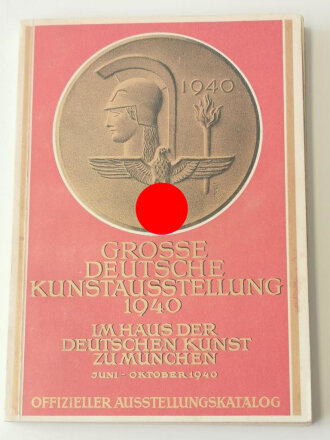 1940
GROSSE
DEUTSCHE
KUNSTAUSSTELLUNG
1940
IM HAUS DER
DEUTSCHEN KUNST
ZU MÜNCHEN
JUNI - OKTOBER 1940
OFFIZIELLER AUSSTELLUNGSKATALOG